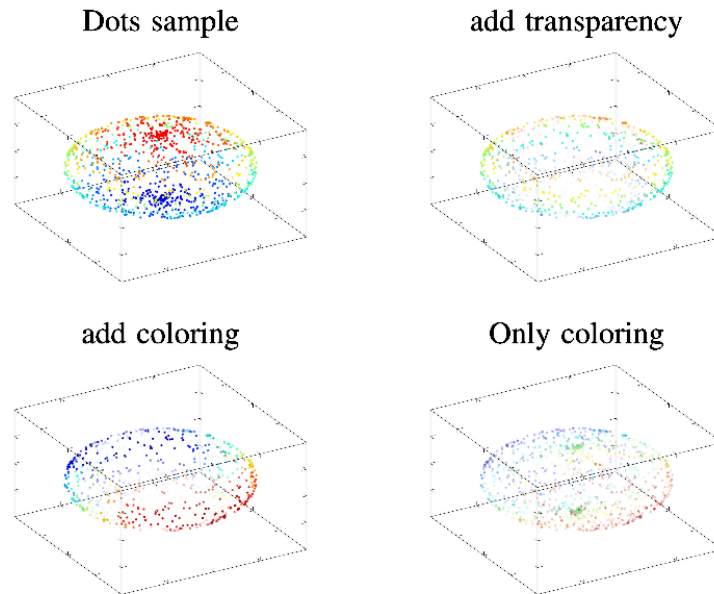 Dots sample
add transparency
add coloring
Only coloring